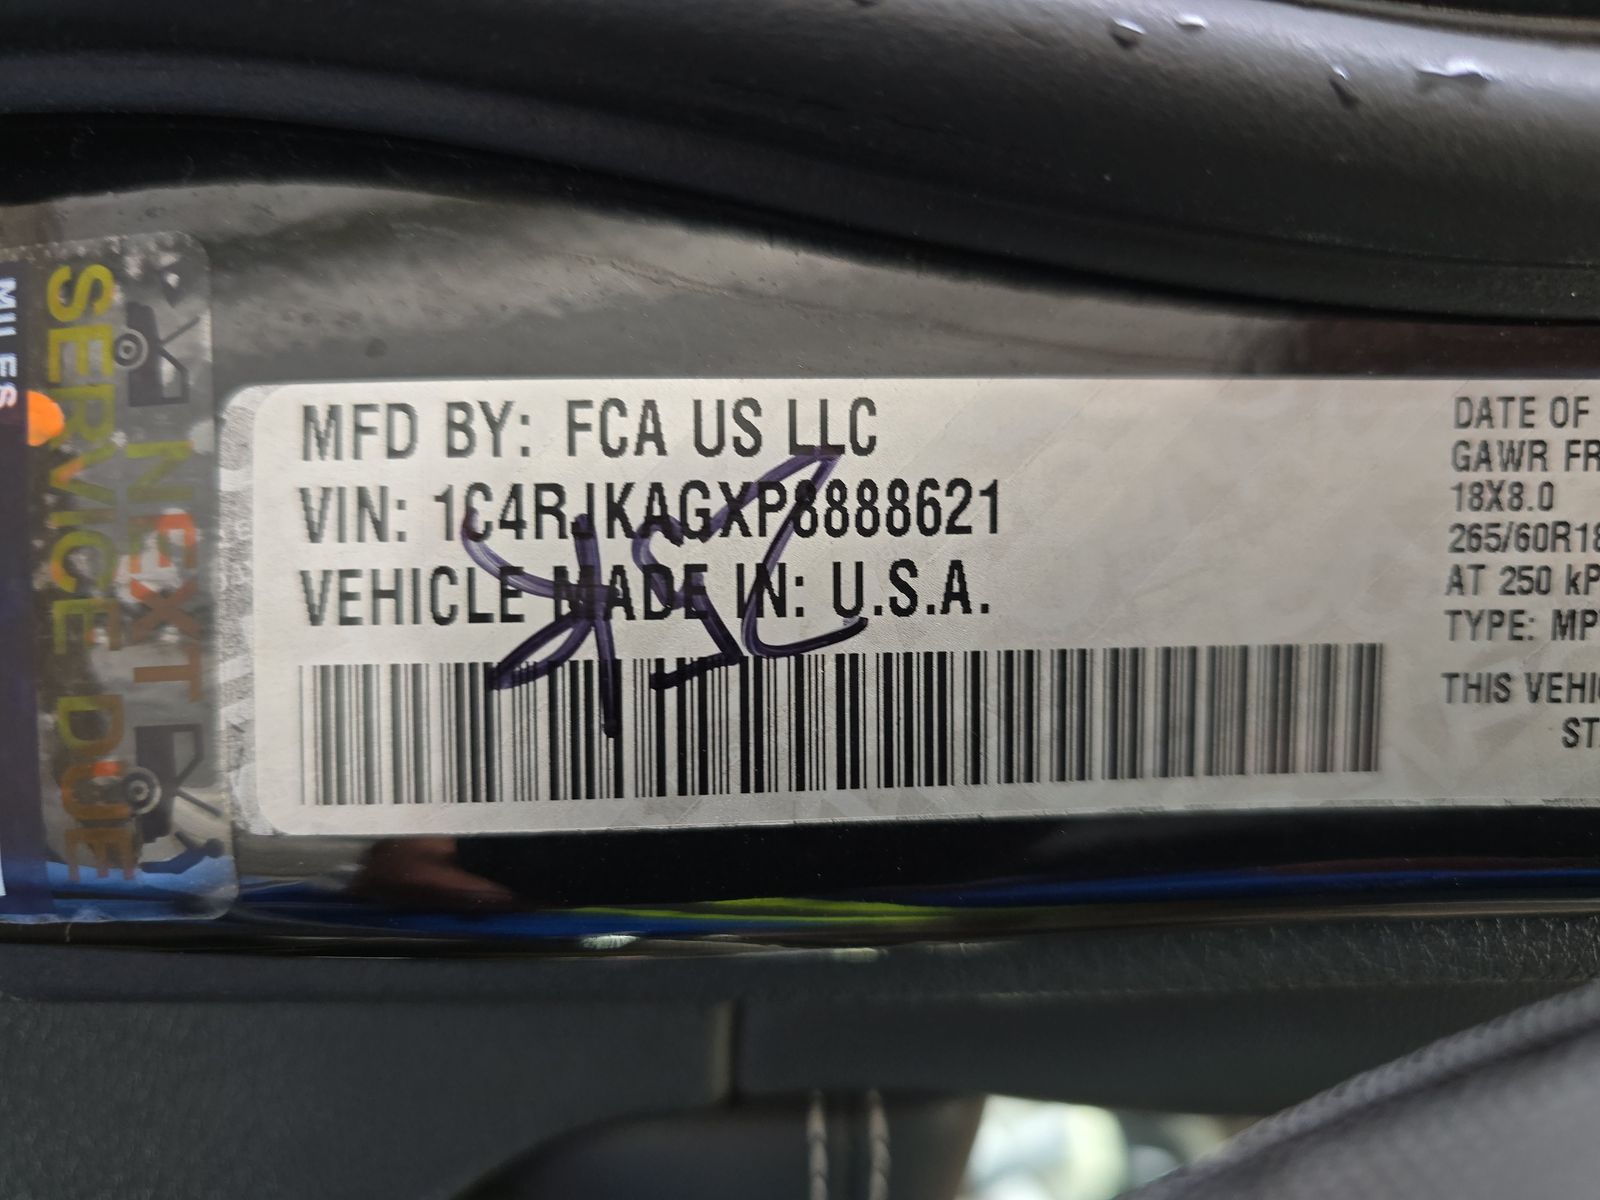 MFD BY: FCA US LLC
VIN: 1C4RJKAGXP8888621
VEHICLE MADE IN: U.S.A.
DATE OF
GAWR FR
18X8.0
265/60R18
AT 250 kP
TYPE: MP
THIS VEHI
ST
MILES
SERVICE DUE
NEXT